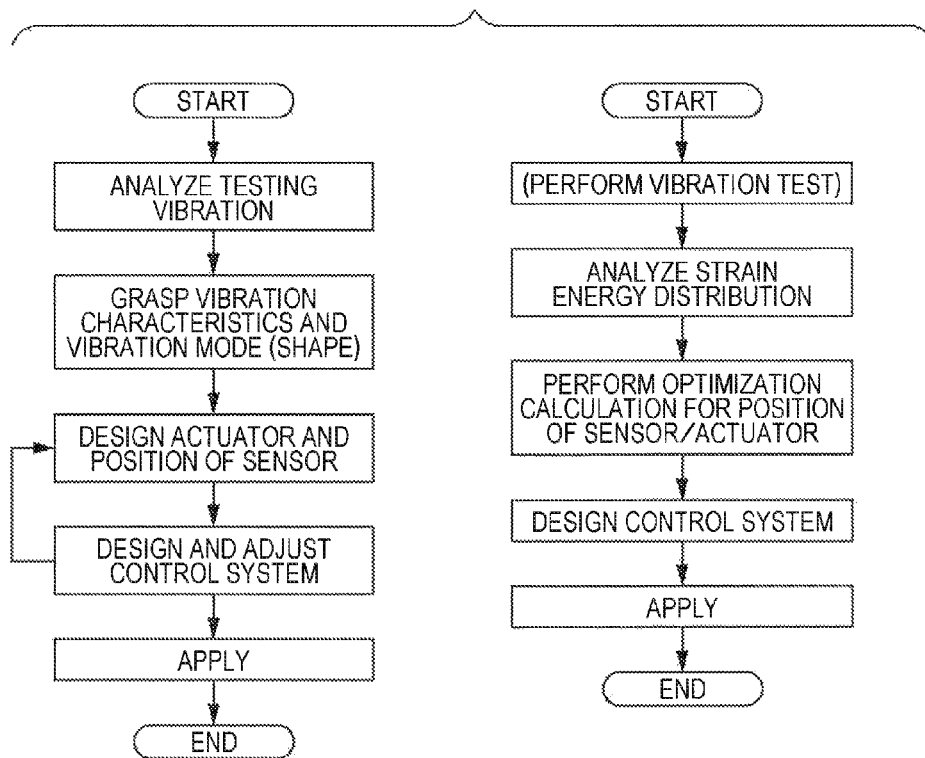 START
ANALYZE TESTING
VIBRATION
GRASP VIBRATION
CHARACTERISTICS AND
VIBRATION MODE (SHAPE)
DESIGN ACTUATOR AND
POSITION OF SENSOR
DESIGN AND ADJUST
CONTROL SYSTEM
APPLY
END
START
(PERFORM VIBRATION TEST)
ANALYZE STRAIN
ENERGY DISTRIBUTION
PERFORM OPTIMIZATION
CALCULATION FOR POSITION
OF SENSOR/ACTUATOR
DESIGN CONTROL SYSTEM
APPLY
END